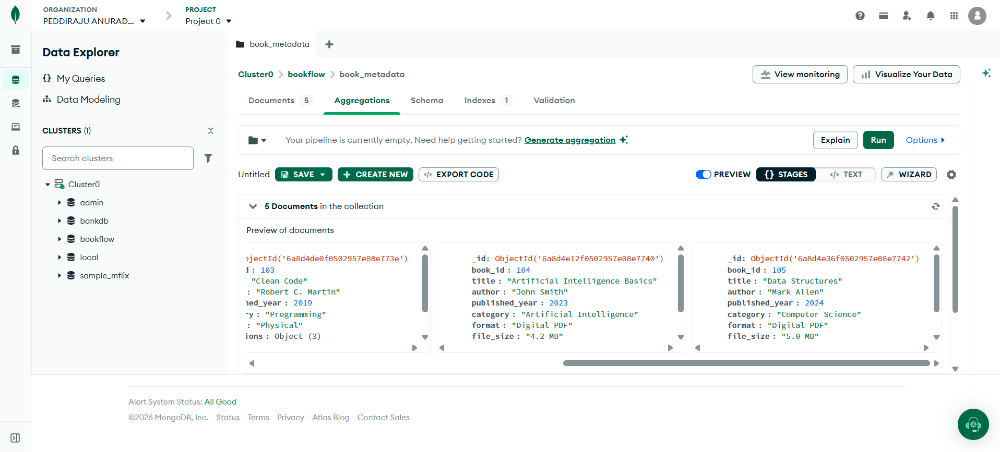 ORGANIZATION
PEDDIRAJU ANURAD...
PROJECT
Project 0
Data Explorer
My Queries
Data Modeling
CLUSTERS (1)
Search clusters
Cluster0
admin
bankdb
bookflow
local
sample_mflix
book_metadata
Cluster0 bookflow book_metadata
View monitoring
Visualize Your Data
Documents 5
Aggregations
Schema
Indexes 1
Validation
Your pipeline is currently empty. Need help getting started? Generate aggregation
Explain
Run
Options
Untitled
SAVE
CREATE NEW
EXPORT CODE
PREVIEW
STAGES
TEXT
WIZARD
5 Documents in the collection
Preview of documents
ojectId('6a8d4de0f0502957e08e773e')
d: 103
"Clean Code"
: "Robert C. Martin"
ned_year: 2019
ry: "Programming"
: "Physical"
ions: Object (3)
_id: ObjectId('6a8d4e12f0502957e08e7740')
book_id: 104
title: "Artificial Intelligence Basics"
author: "John Smith"
published_year: 2023
category: "Artificial Intelligence"
format: "Digital PDF"
file_size: "4.2 MB"
_id: ObjectId('6a8d4e36f0502957e08e7742')
book_id: 105
title: "Data Structures"
author: "Mark Allen"
published_year: 2024
category: "Computer Science"
format: "Digital PDF"
file_size: "5.0 MB"
Alert System Status: All Good
©2026 MongoDB, Inc. Status Terms Privacy Atlas Blog Contact Sales